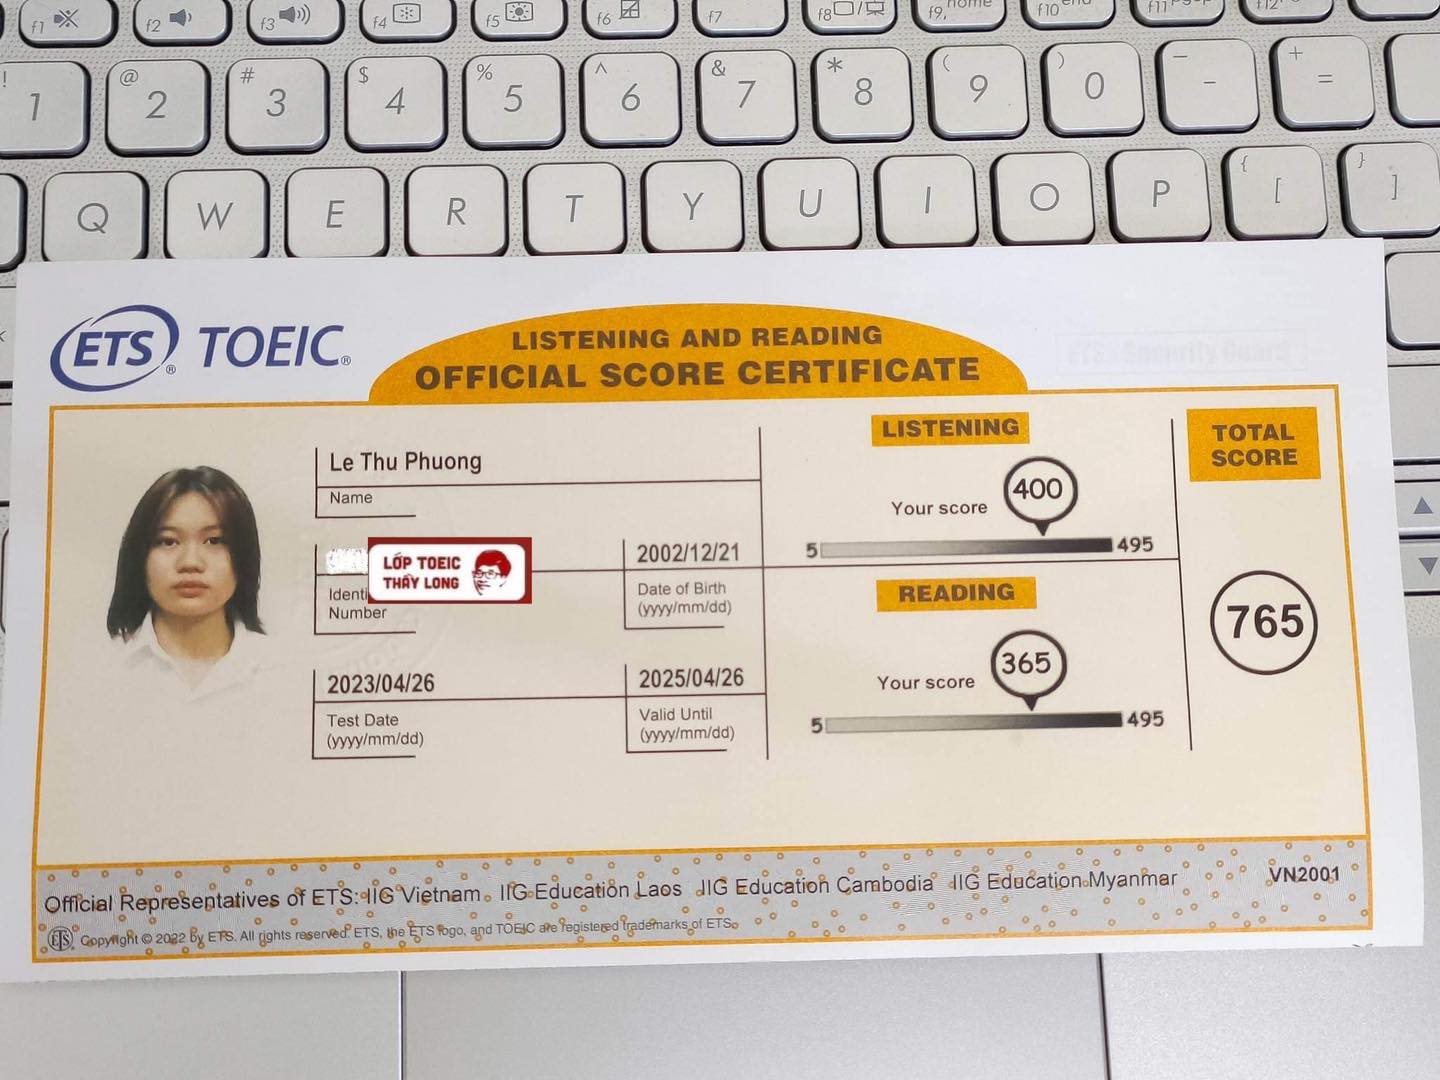 f1 f2 f3 f4 f5 f6 f7 f8 f9, home f10 end f11 pgup f12
! 1 @ 2 # 3 $ 4 % 5 ^ 6 & 7 * 8 ( 9 ) 0 _ - + =
Q W E R T Y U I O P { [ } ]
ETS® TOEIC®
LISTENING AND READING
OFFICIAL SCORE CERTIFICATE
ETS Security Guard
Le Thu Phuong
Name
LỚP TOEIC
THẦY LONG
Number
2002/12/21
Date of Birth
(yyyy/mm/dd)
2023/04/26
Test Date
(yyyy/mm/dd)
2025/04/26
Valid Until
(yyyy/mm/dd)
LISTENING
Your score 400
5 495
READING
Your score 365
5 495
TOTAL
SCORE
765
Official Representatives of ETS: IIG Vietnam IIG Education Laos IIG Education Cambodia IIG Education Myanmar
VN2001
ETS Copyright © 2022 by ETS. All rights reserved. ETS, the ETS logo, and TOEIC are registered trademarks of ETS.